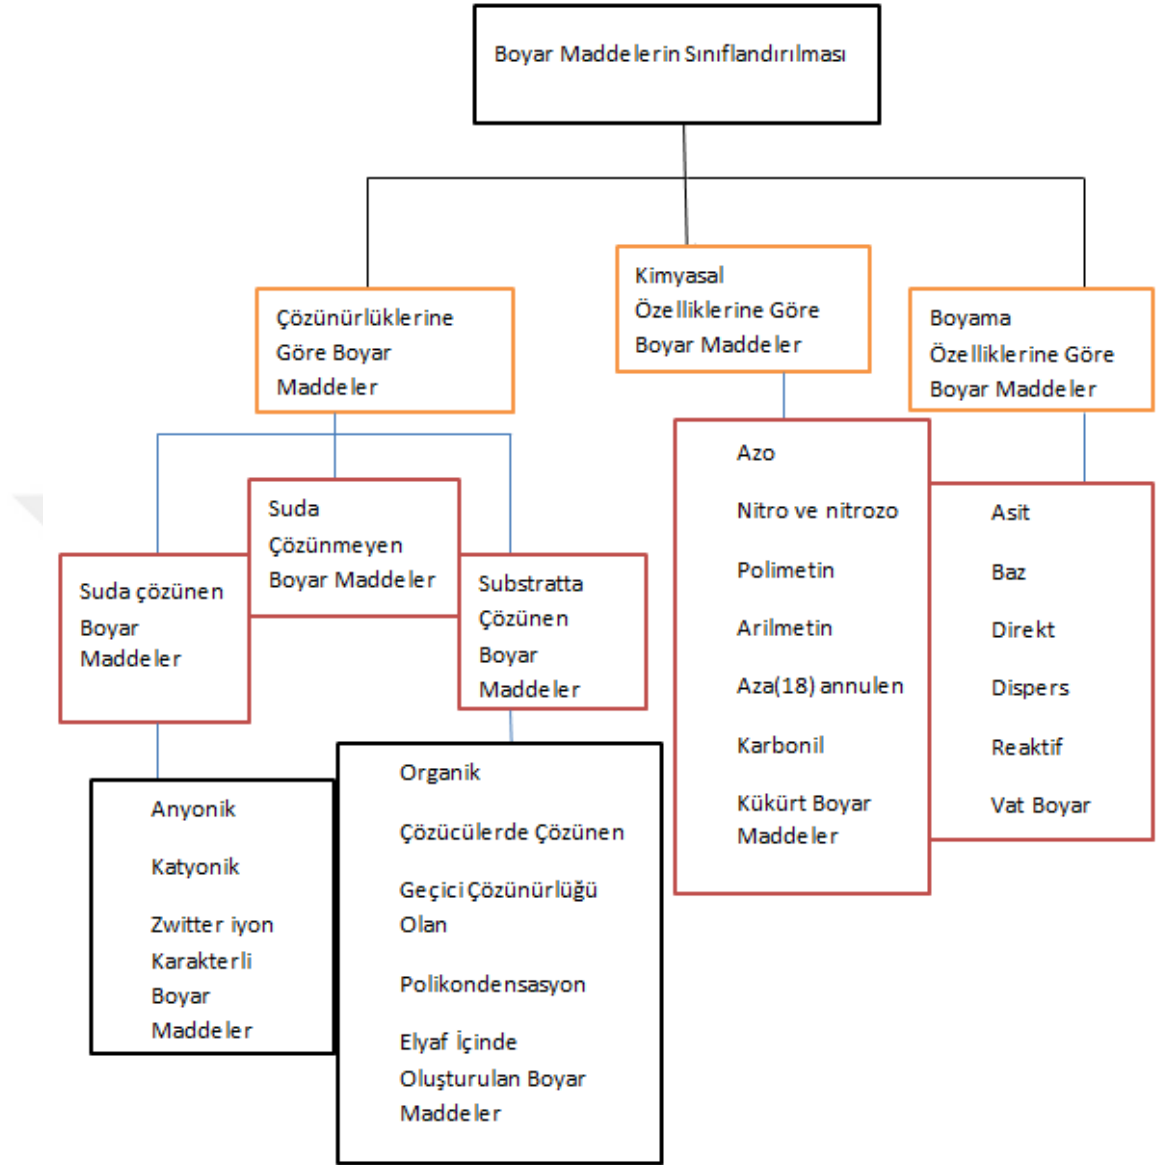 Boyar Maddelerin Sınıflandırılması
Çözünürlüklerine
Göre Boyar
Maddeler
Kimyasal
Özelliklerine Göre
Boyar Maddeler
Boyama
Özelliklerine Göre
Boyar Maddeler
Suda çözünen
Boyar
Maddeler
Suda
Çözünmeyen
Boyar Maddeler
Substratta
Çözünen
Boyar
Maddeler
Anyonik
Katyonik
Zwitter iyon
Karakterli
Boyar
Maddeler
Organik
Çözücülerde Çözünen
Geçici Çözünürlüğü
Olan
Polikondensasyon
Elyaf İçinde
Oluşturulan Boyar
Maddeler
Azo
Nitro ve nitrozo
Polimetin
Arilmetin
Aza(18) annulen
Karbonil
Kükürt Boyar
Maddeler
Asit
Baz
Direkt
Dispers
Reaktif
Vat Boyar